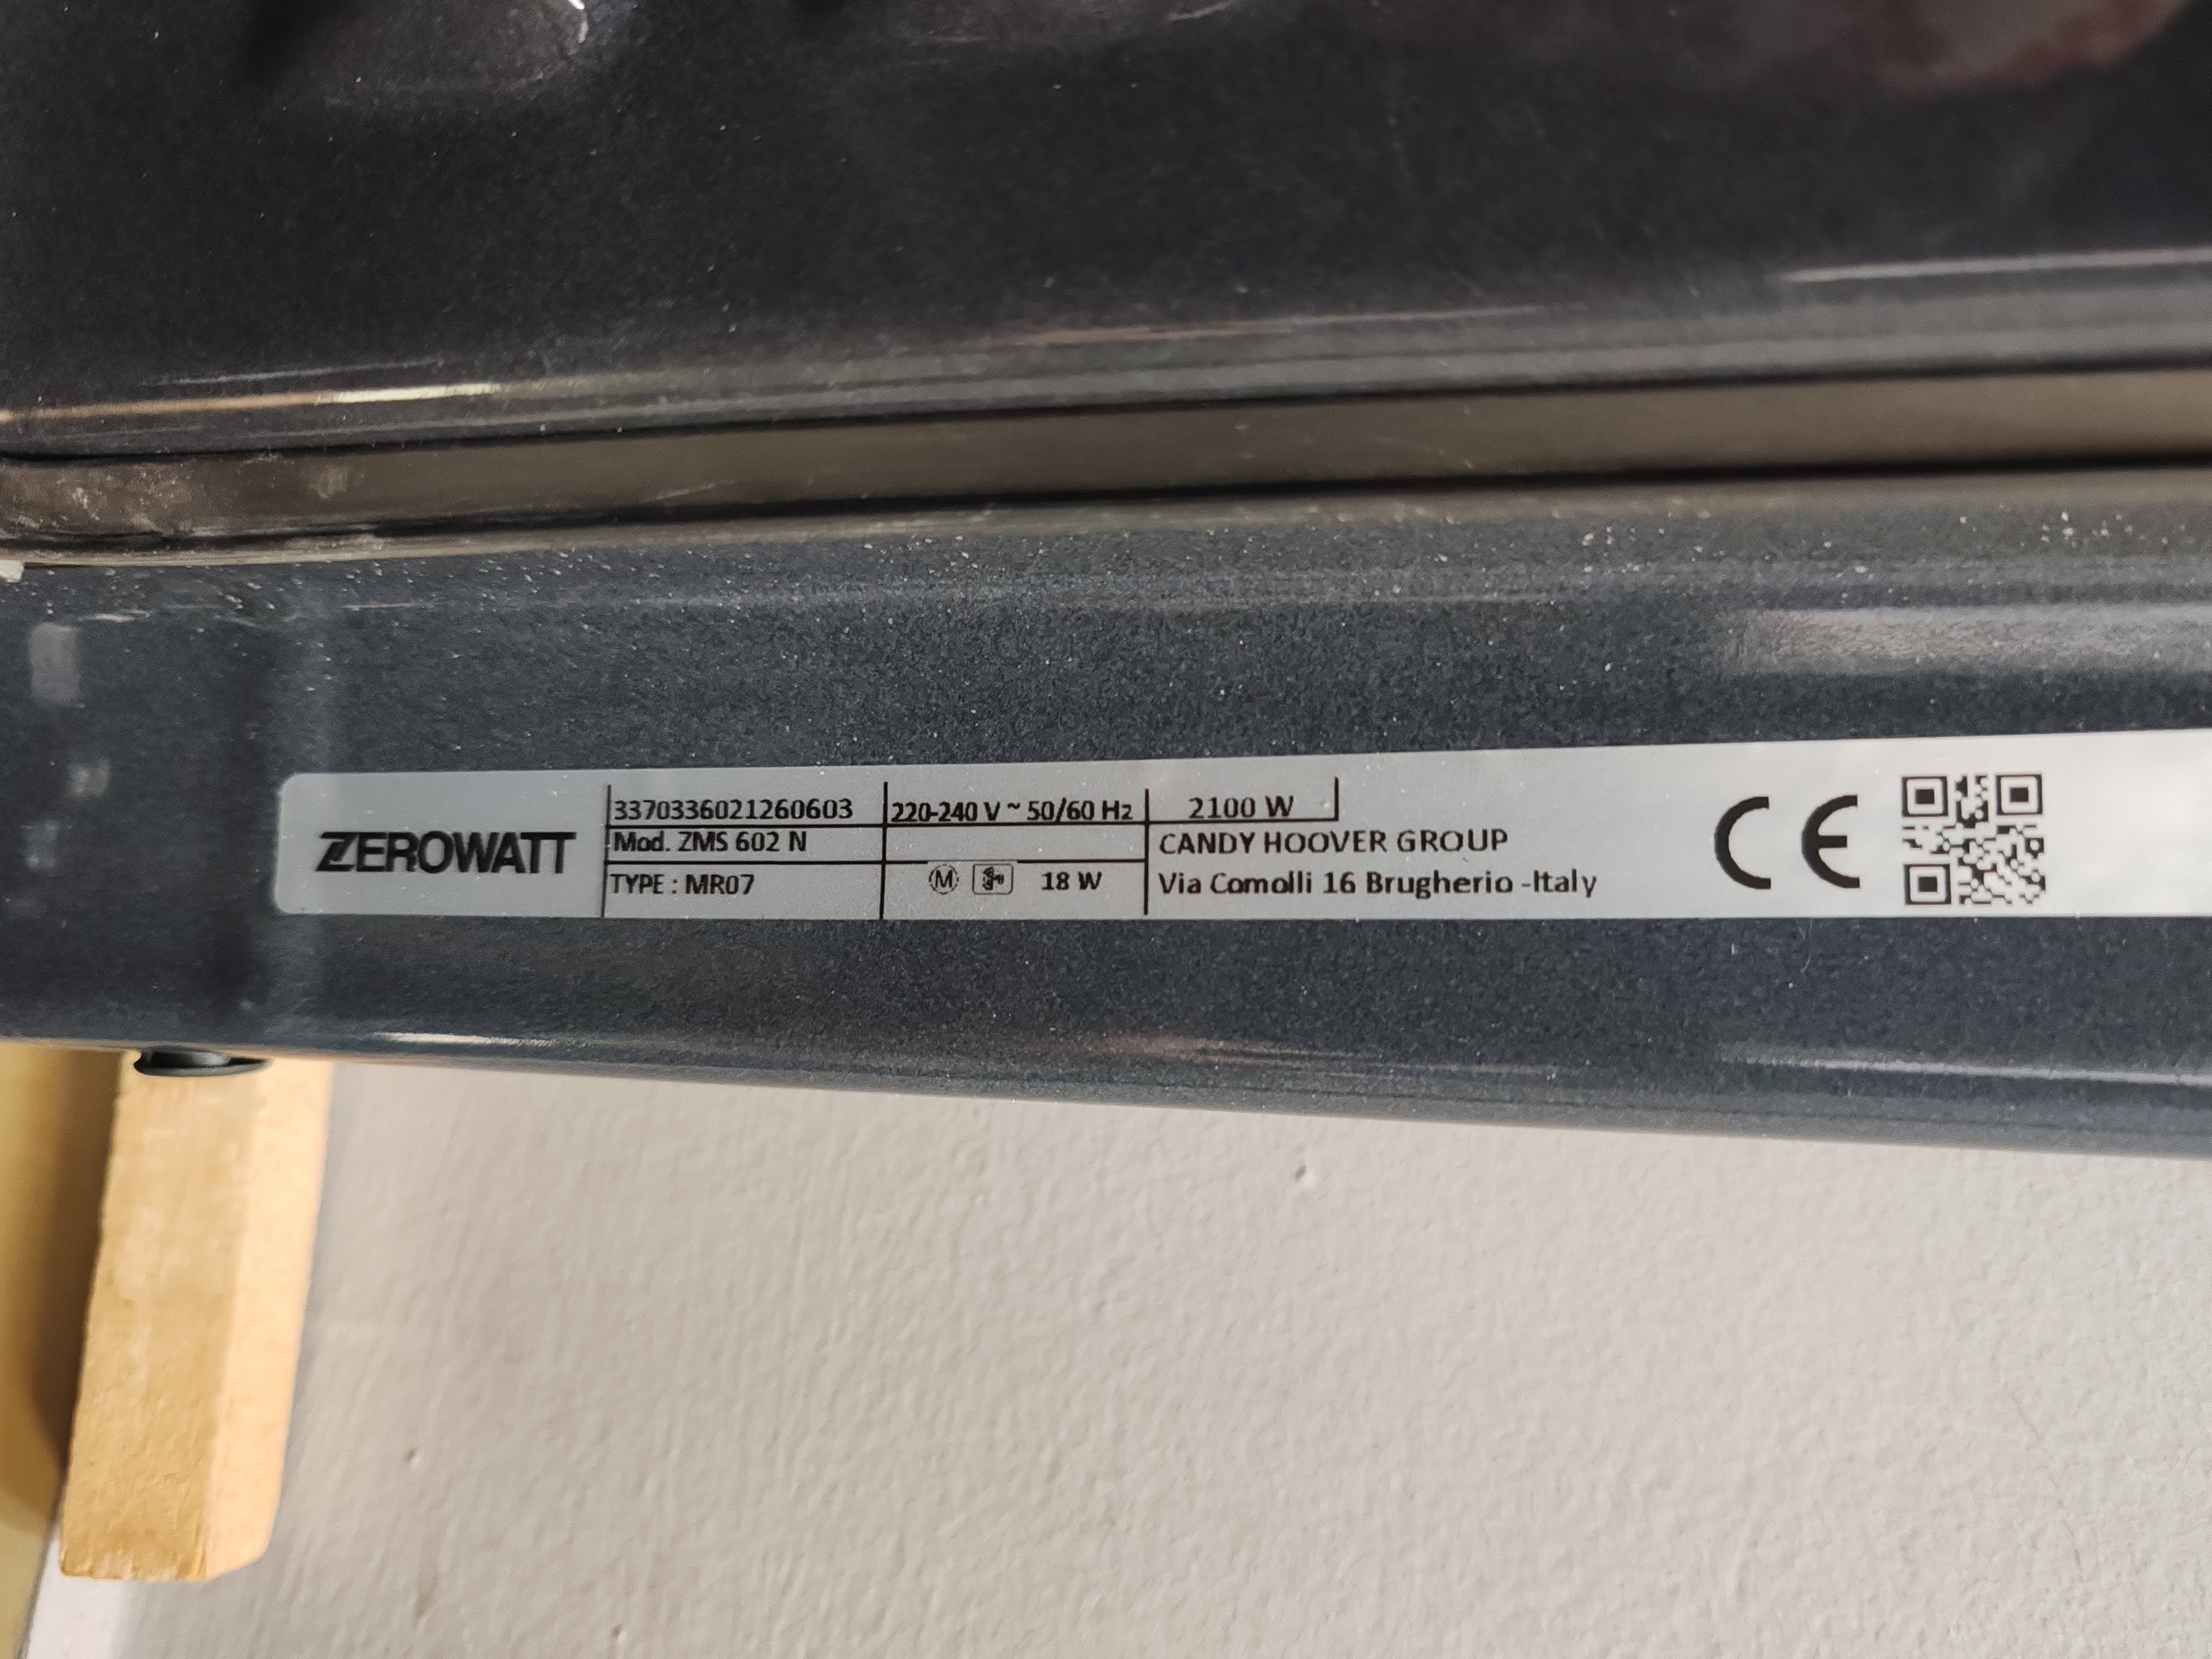 ZEROWATT
3370336021260603
220-240 V ~ 50/60 Hz
2100 W
Mod. ZMS 602 N
CANDY HOOVER GROUP
TYPE : MR07
M
18 W
Via Comolli 16 Brugherio -Italy
CE